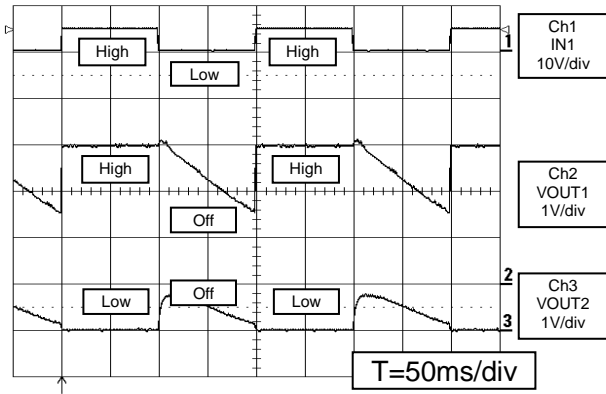 High
High
1
Low
High
High
Off
2
Low
Off
Low
3
Ch1
IN1
10V/div
Ch2
VOUT1
1V/div
Ch3
VOUT2
1V/div
T=50ms/div